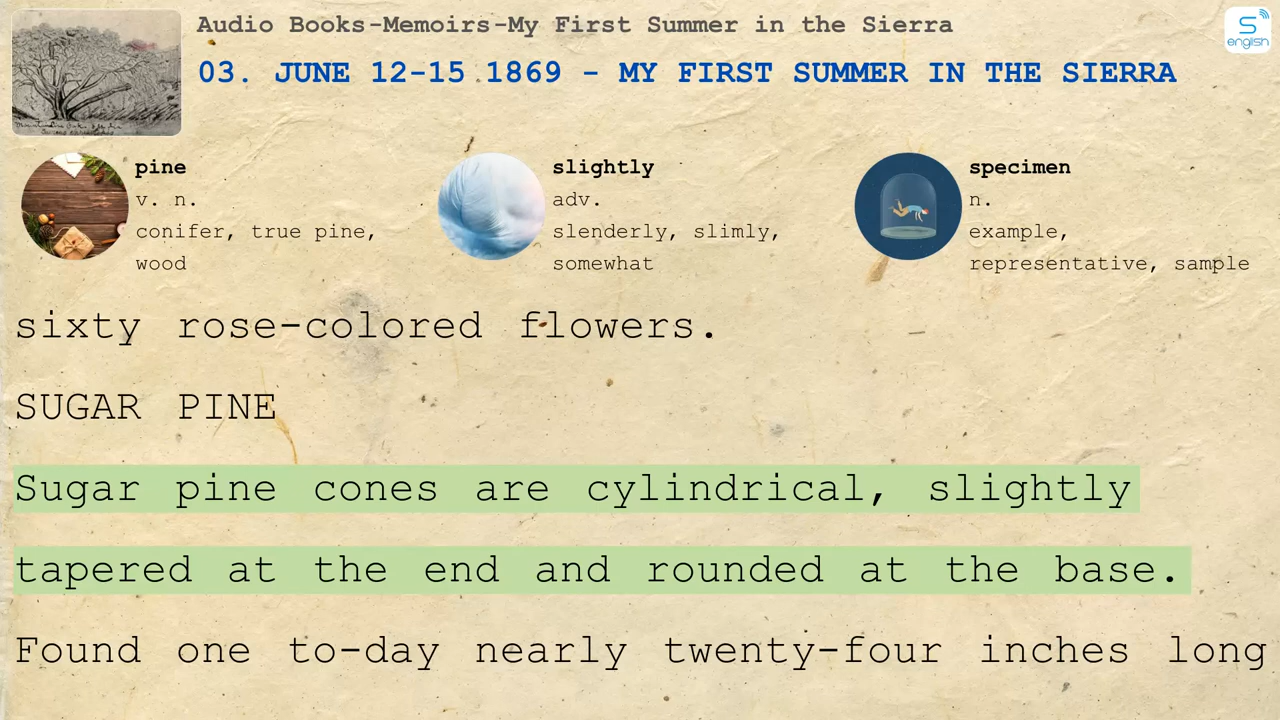 Audio Books-Memoirs-My First Summer in the Sierra
03. JUNE 12-15 1869 - MY FIRST SUMMER IN THE SIERRA
S
english
pine
v. n.
conifer, true pine,
wood
slightly
adv.
slenderly, slimly,
somewhat
specimen
n.
example,
representative, sample
sixty rose-colored flowers.
SUGAR PINE
Sugar pine cones are cylindrical, slightly
tapered at the end and rounded at the base.
Found one to-day nearly twenty-four inches long